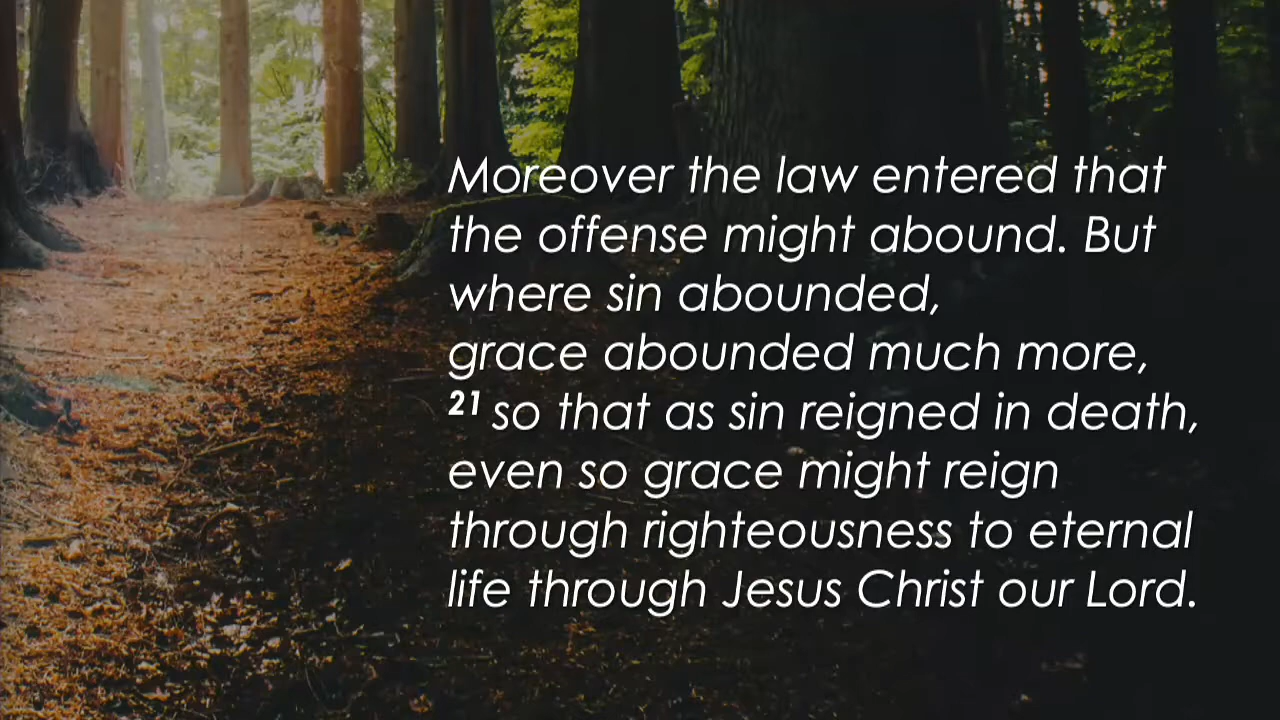 Moreover the law entered that
the offense might abound. But
where sin abounded,
grace abounded much more,
21 so that as sin reigned in death,
even so grace might reign
through righteousness to eternal
life through Jesus Christ our Lord.